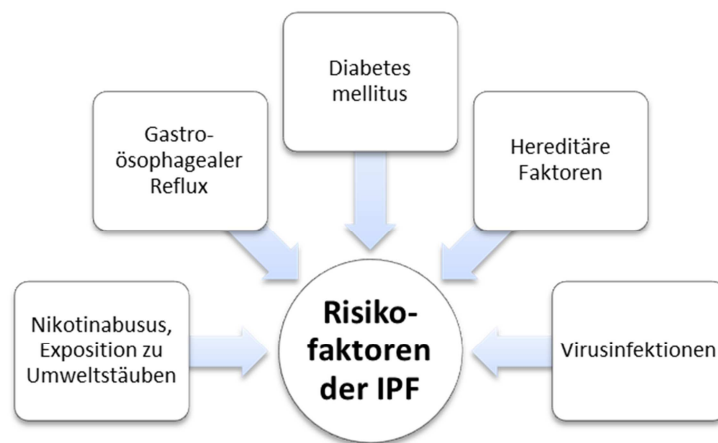 Diabetes
mellitus
Gastro-
ösophagealer
Reflux
Hereditäre
Faktoren
Nikotinabusus,
Exposition zu
Umweltstäuben
Risiko-
faktoren
der IPF
Virusinfektionen